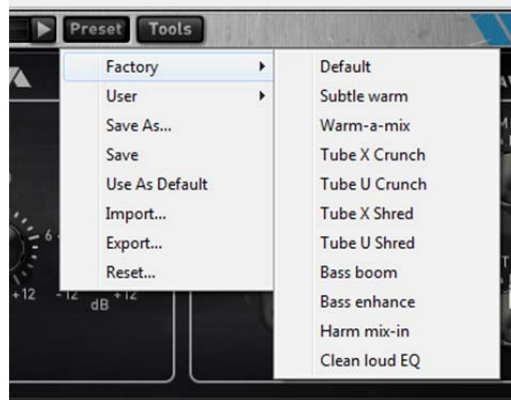 Preset Tools
Factory
User
Save As...
Save
Use As Default
Import...
Export...
Reset...
Default
Subtle warm
Warm-a-mix
Tube X Crunch
Tube U Crunch
Tube X Shred
Tube U Shred
Bass boom
Bass enhance
Harm mix-in
Clean loud EQ
6
+12 -12 +12
dB